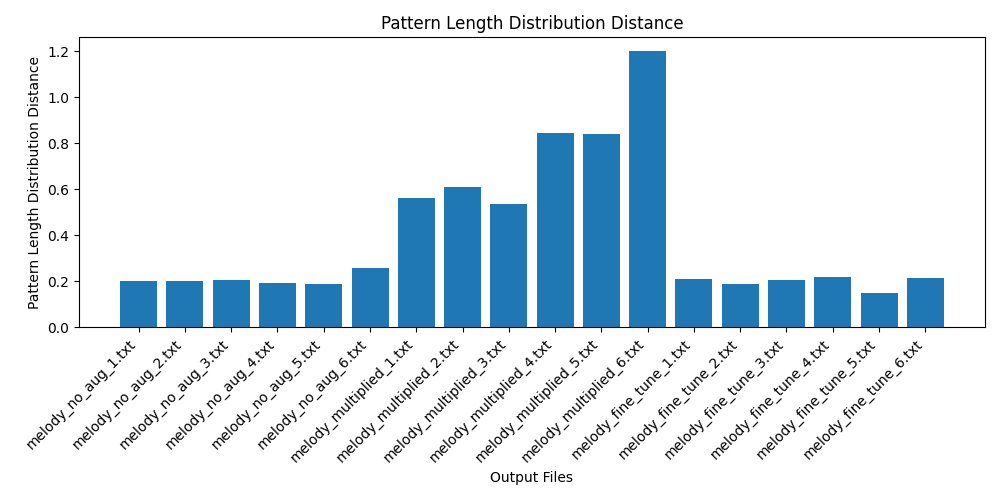 Pattern Length Distribution Distance
Pattern Length Distribution Distance
1.2
1.0
0.8
0.6
0.4
0.2
0.0
melody_no_aug_1.txt
melody_no_aug_2.txt
melody_no_aug_3.txt
melody_no_aug_4.txt
melody_no_aug_5.txt
melody_no_aug_6.txt
melody_multiplied_1.txt
melody_multiplied_2.txt
melody_multiplied_3.txt
melody_multiplied_4.txt
melody_multiplied_5.txt
melody_multiplied_6.txt
melody_fine_tune_1.txt
melody_fine_tune_2.txt
melody_fine_tune_3.txt
melody_fine_tune_4.txt
melody_fine_tune_5.txt
melody_fine_tune_6.txt
Output Files